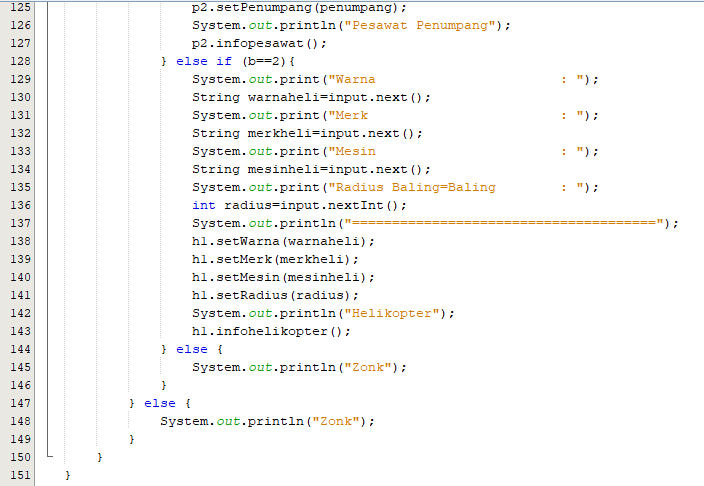 125 p2.setPenumpang(penumpang);
126 System.out.println("Pesawat Penumpang");
127 p2.infopesawat();
128 } else if (b==2){
129 System.out.print("Warna                       : ");
130 String warnaheli=input.next();
131 System.out.print("Merk                        : ");
132 String merkheli=input.next();
133 System.out.print("Mesin                       : ");
134 String mesinheli=input.next();
135 System.out.print("Radius Baling=Baling        : ");
136 int radius=input.nextInt();
137 System.out.println("======================================");
138 h1.setWarna(warnaheli);
139 h1.setMerk(merkheli);
140 h1.setMesin(mesinheli);
141 h1.setRadius(radius);
142 System.out.println("Helikopter");
143 h1.infohelikopter();
144 } else {
145 System.out.println("Zonk");
146 }
147 } else {
148 System.out.println("Zonk");
149 }
150 }
151 }